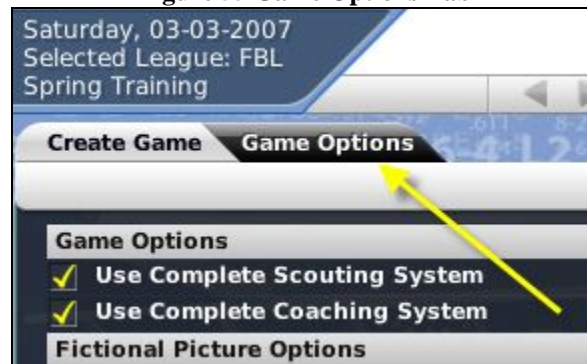 Saturday, 03-03-2007
Selected League: FBL
Spring Training
Create Game Game Options
Game Options
Use Complete Scouting System
Use Complete Coaching System
Fictional Picture Options